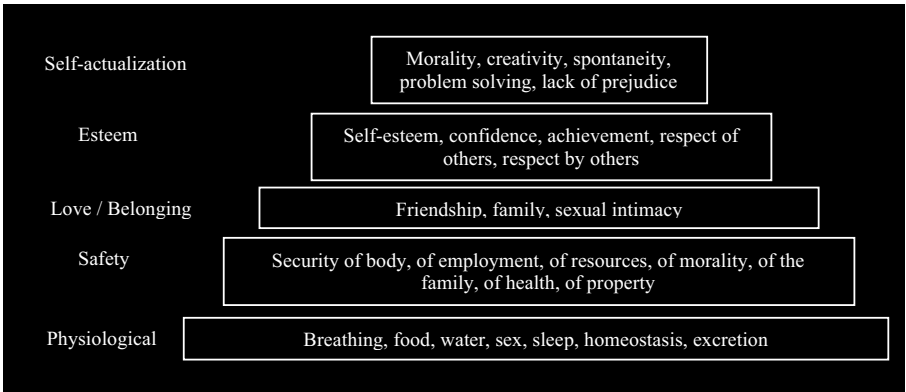 Self-actualization
Morality, creativity, spontaneity,
problem solving, lack of prejudice
Esteem
Self-esteem, confidence, achievement, respect of
others, respect by others
Love / Belonging
Friendship, family, sexual intimacy
Safety
Security of body, of employment, of resources, of morality, of the
family, of health, of property
Physiological
Breathing, food, water, sex, sleep, homeostasis, excretion